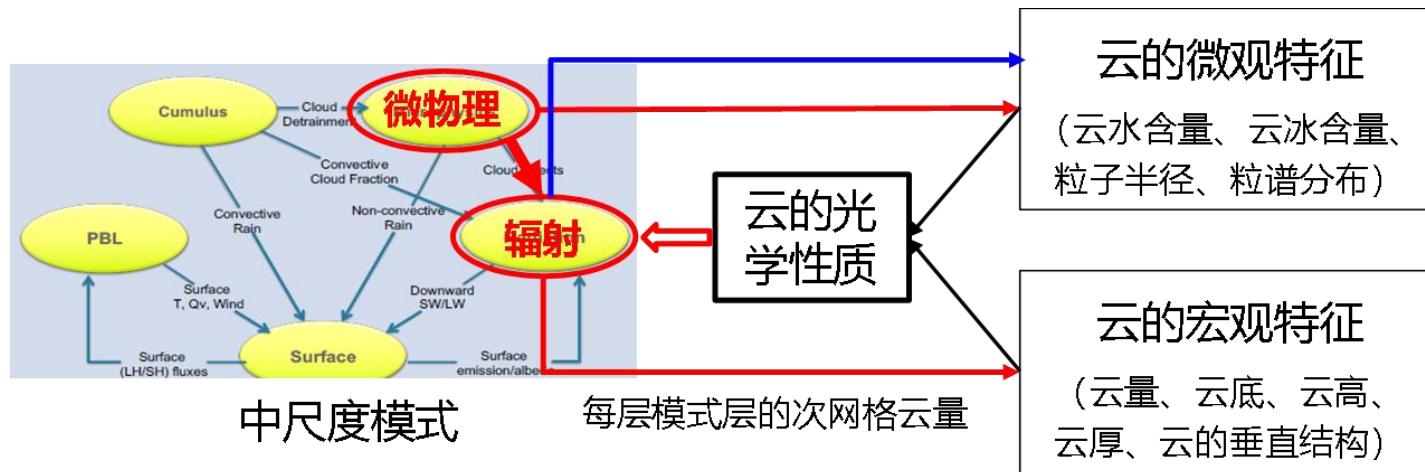 Cumulus
Cloud
Detrainment
微物理
Convective
Cloud Fraction
Convective
Rain
Non-convective
Rain
PBL
辐射
Surface
T, Qv, Wind
Downward
SW/LW
Surface
(LH/SH) fluxes
Surface
Surface
中尺度模式
每层模式层的次网格云量
云的光
学性质
云的微观特征
（云水含量、云冰含量、
粒子半径、粒谱分布）
云的宏观特征
（云量、云底、云高、
云厚、云的垂直结构）